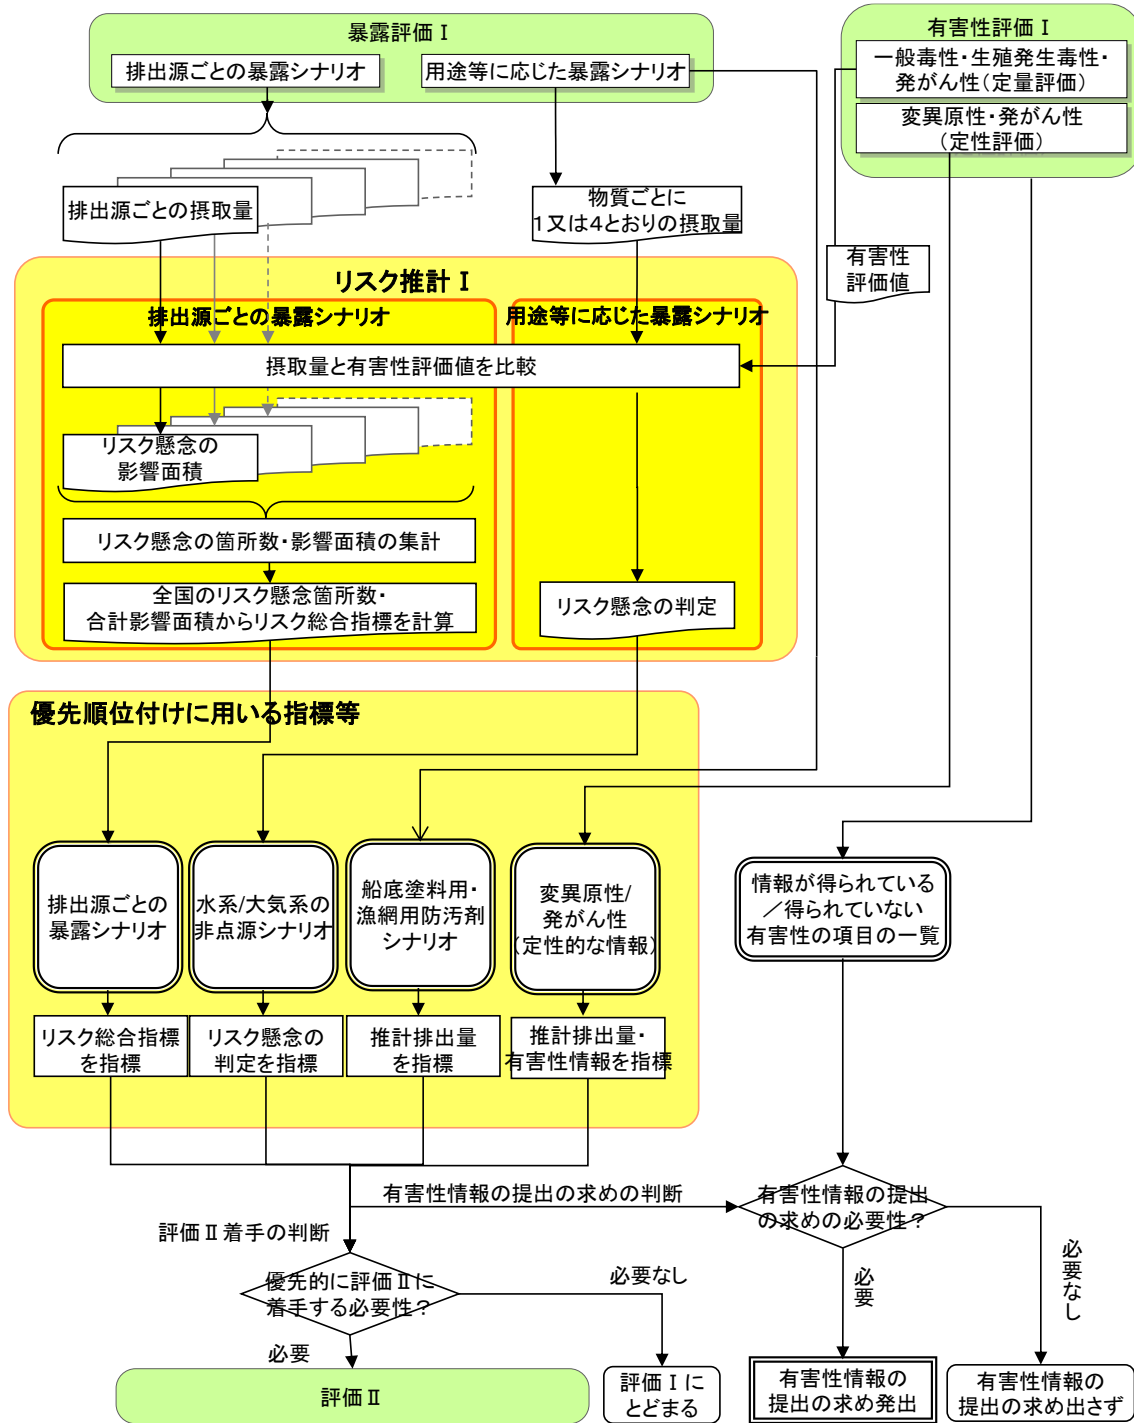 暴露評価Ⅰ
排出源ごとの暴露シナリオ
用途等に応じた暴露シナリオ
有害性評価Ⅰ
一般毒性・生殖発生毒性・
発がん性(定量評価)
変異原性・発がん性
(定性評価)
排出源ごとの摂取量
物質ごとに
1又は4とおりの摂取量
有害性
評価値
リスク推計Ⅰ
排出源ごとの暴露シナリオ
用途等に応じた暴露シナリオ
摂取量と有害性評価値を比較
リスク懸念の
影響面積
リスク懸念の箇所数・影響面積の集計
全国のリスク懸念箇所数・
合計影響面積からリスク総合指標を計算
リスク懸念の判定
優先順位付けに用いる指標等
排出源ごとの
暴露シナリオ
水系/大気系の
非点源シナリオ
船底塗料用・
漁網用防汚剤
シナリオ
変異原性/
発がん性
(定性的な情報)
情報が得られている
／得られていない
有害性の項目の一覧
リスク総合指標
を指標
リスク懸念の
判定を指標
推計排出量
を指標
推計排出量・
有害性情報を指標
有害性情報の提出の求めの判断
有害性情報の提出
の求めの必要性？
評価Ⅱ着手の判断
優先的に評価Ⅱに
着手する必要性？
必要なし
必要
必要
必要なし
評価Ⅱ
評価Ⅰに
とどまる
有害性情報の
提出の求め発出
有害性情報の
提出の求め出さず